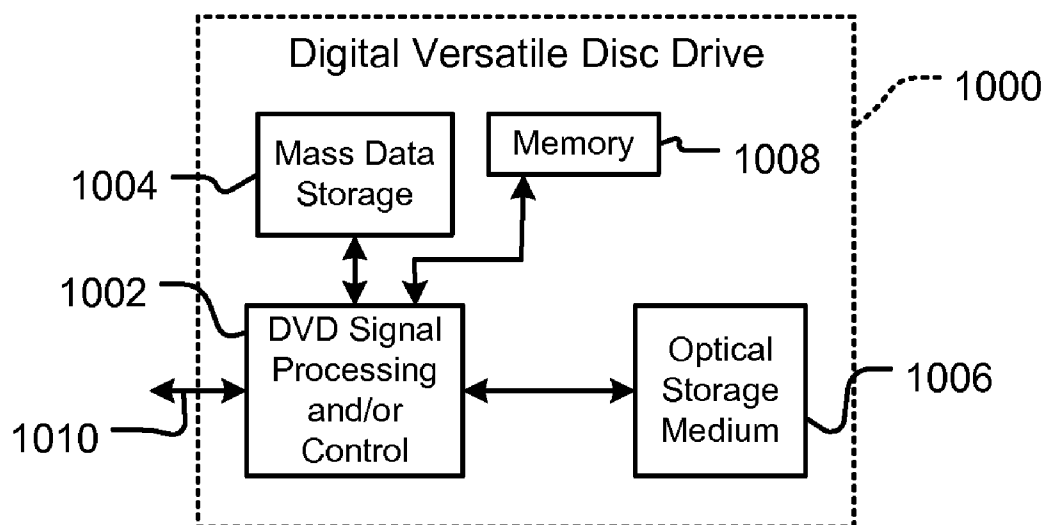 Digital Versatile Disc Drive
1000
Mass Data
Storage
1004
Memory
1008
1002
DVD Signal
Processing
and/or
Control
Optical
Storage
Medium
1006
1010